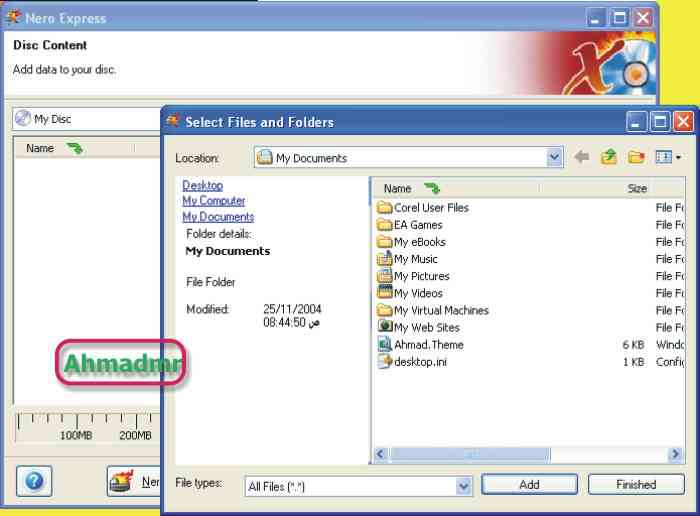 Nero Express
Disc Content
Add data to your disc.
My Disc
Name
100MB
200MB
Ner
Ahmadmr
Select Files and Folders
Location:
My Documents
Desktop
My Computer
My Documents
Folder details:
My Documents
File Folder
Modified: 25/11/2004
08:44:50 ص
Name Size
Corel User Files File Fo
EA Games File Fo
My eBooks File Fo
My Music File Fo
My Pictures File Fo
My Videos File Fo
My Virtual Machines File Fo
My Web Sites File Fo
Ahmad.Theme 6 KB Windo
desktop.ini 1 KB Config
File types: All Files (*.*)
Add
Finished